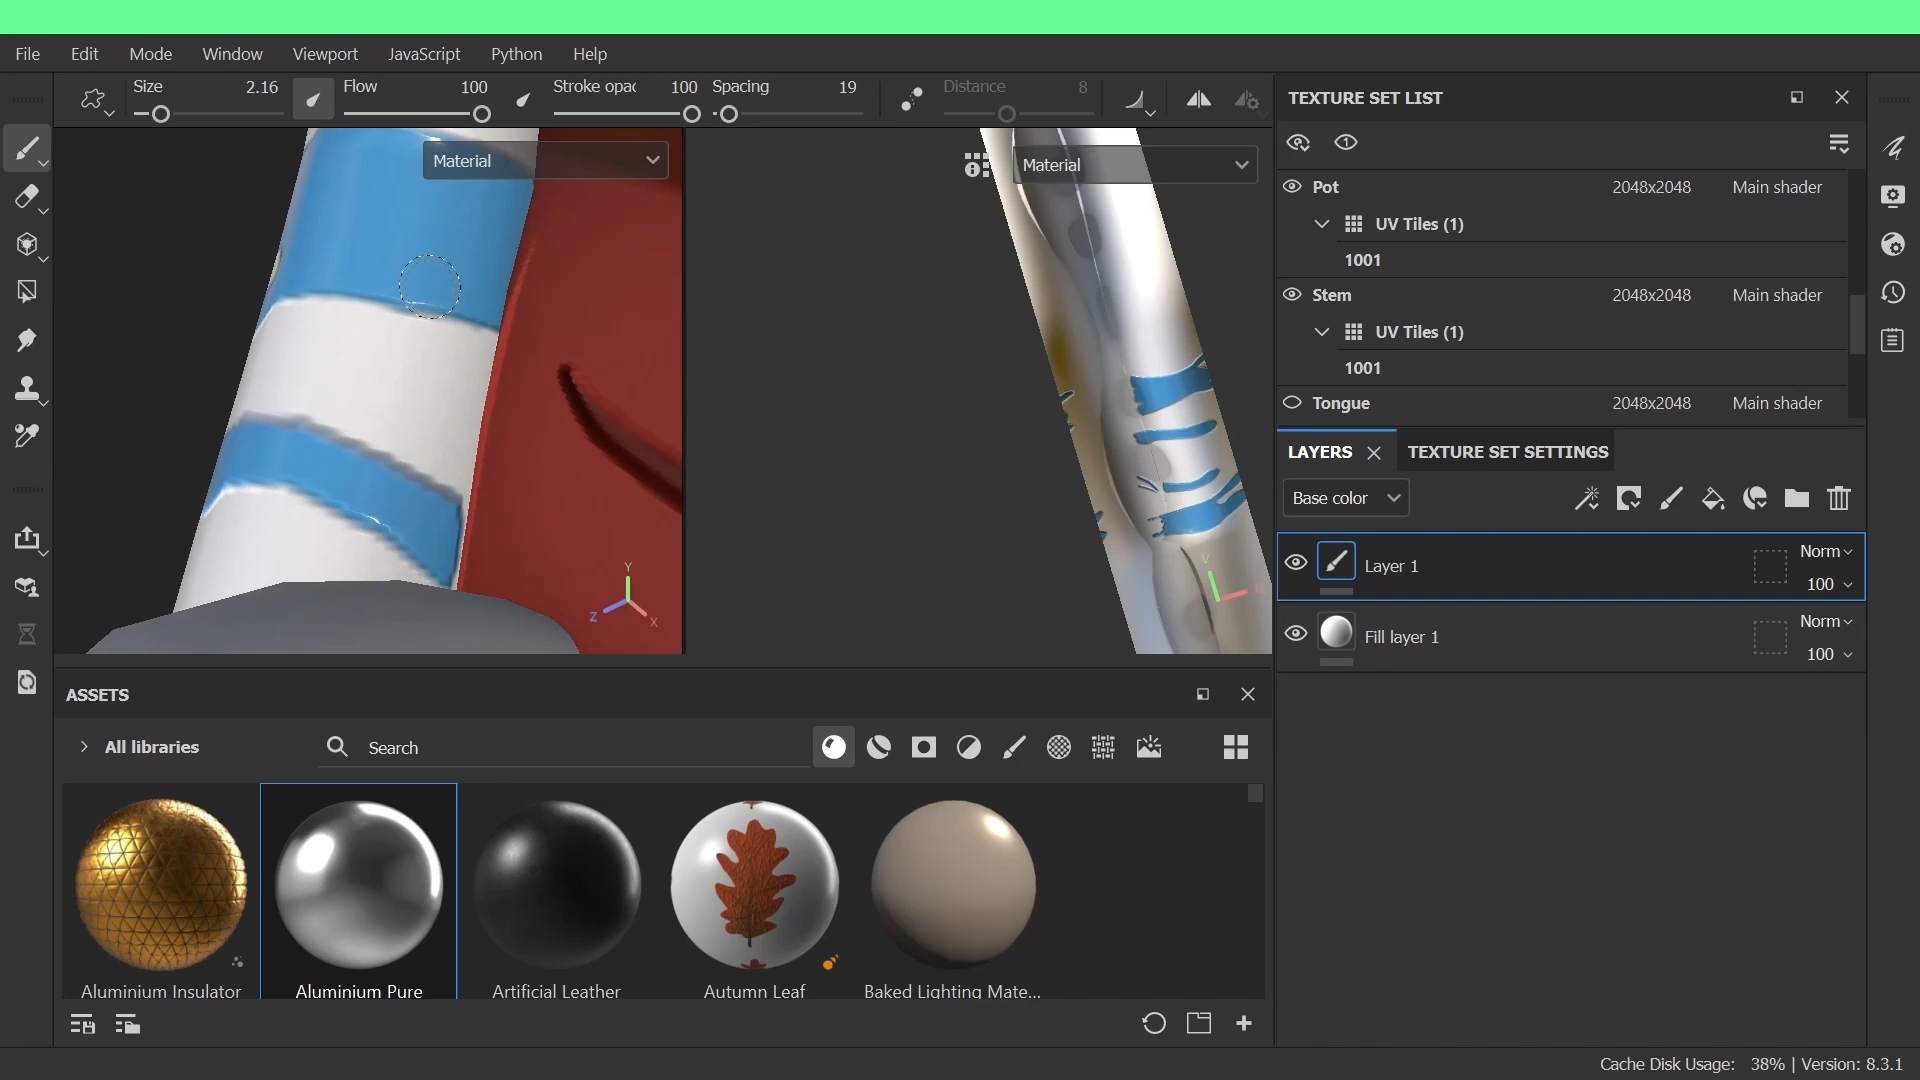 File Edit Mode Window Viewport JavaScript Python Help
Size 2.16 Flow 100 Stroke opac 100 Spacing 19 Distance 8
Material
Material
Y
Z
X
TEXTURE SET LIST
Pot 2048x2048 Main shader
UV Tiles (1)
1001
Stem 2048x2048 Main shader
UV Tiles (1)
1001
Tongue 2048x2048 Main shader
LAYERS TEXTURE SET SETTINGS
Base color
Layer 1 Norm
100
Fill layer 1 Norm
100
ASSETS
All libraries Search
Aluminium Insulator Aluminium Pure Artificial Leather Autumn Leaf Baked Lighting Mate...
Cache Disk Usage: 38% | Version: 8.3.1